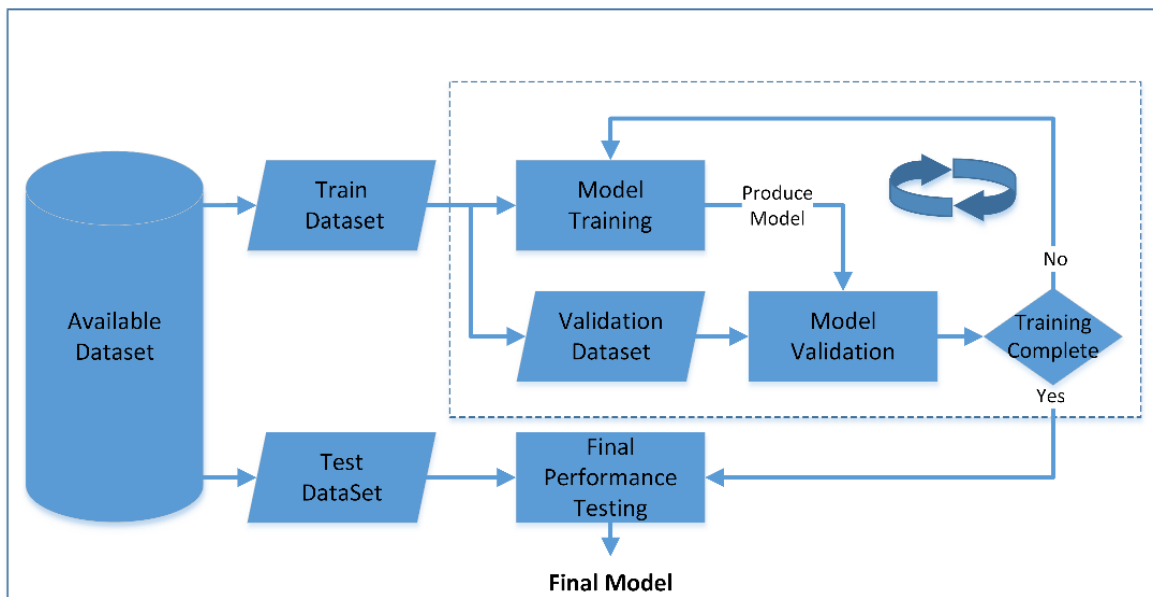 Available
Dataset
Train
Dataset
Model
Training
Produce
Model
No
Validation
Dataset
Model
Validation
Training
Complete
Yes
Test
DataSet
Final
Performance
Testing
Final Model